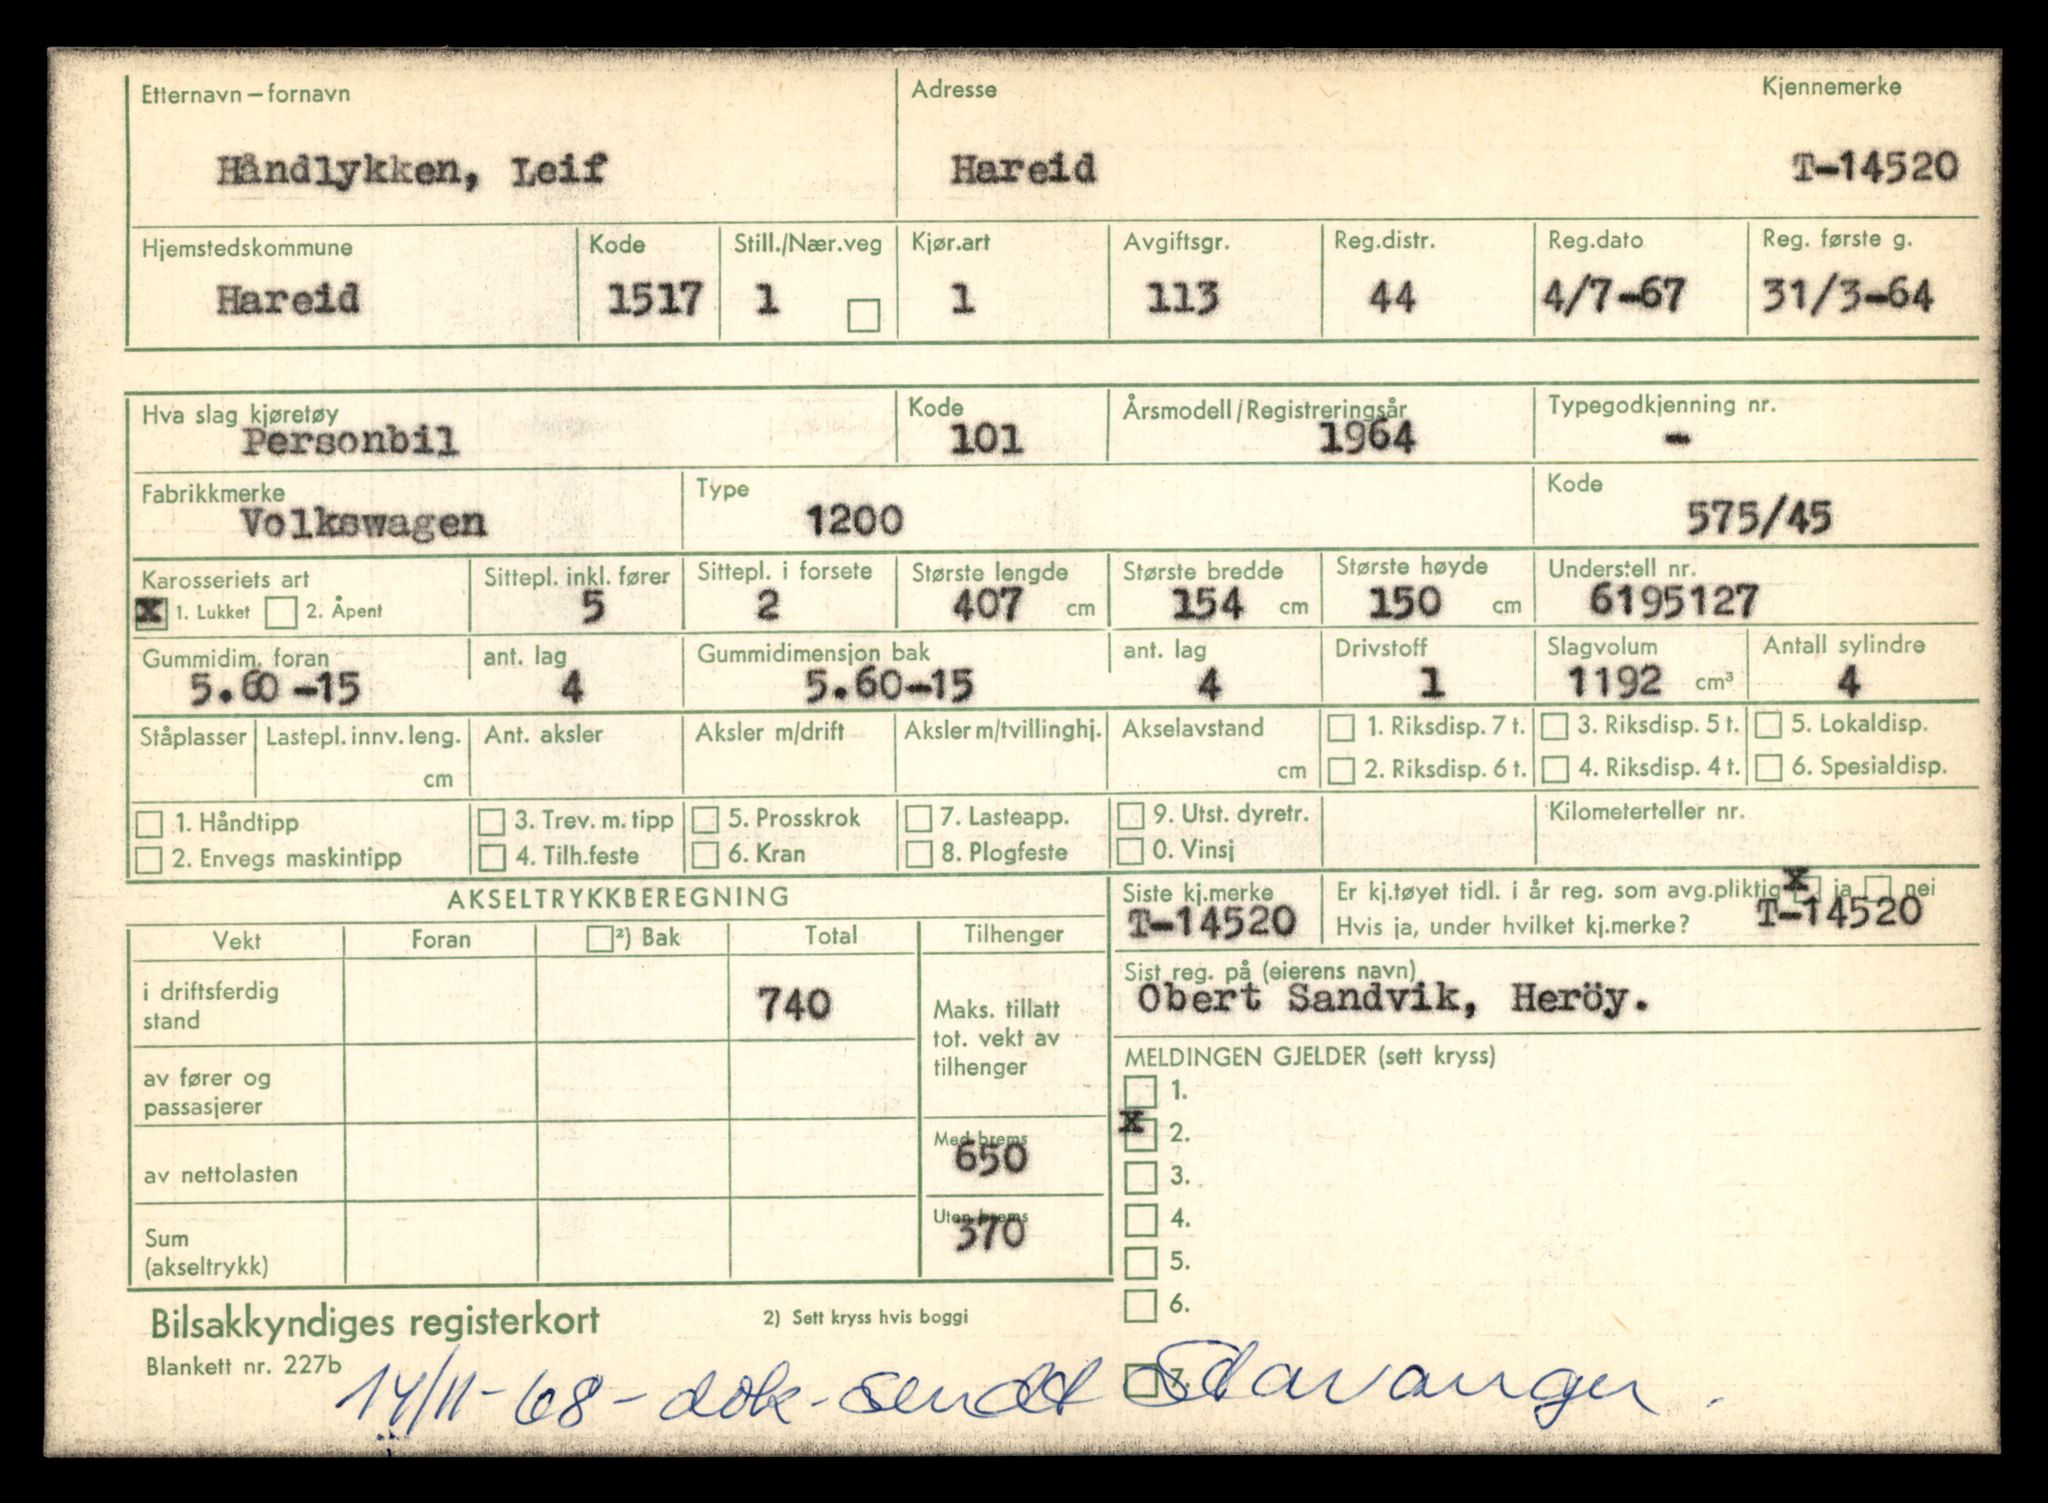 Etternavn – fornavn Adresse Kjennemerke
Håndlykken, Leif Hareid T-14520
Hjemstedskommune Kode Still./Nær.veg Kjør.art Avgiftsgr. Reg.distr. Reg.dato Reg. første g.
Hareid 1517 1 1 113 44 4/7-67 31/3-64
Hva slag kjøretøy Kode Årsmodell/Registreringsår Typegodkjenning nr.
Personbil 101 1964 -
Fabrikkmerke Type Kode
Volkswagen 1200 575/45
Karosseriets art Sittepl. inkl. fører Sittepl. i forsete Største lengde Største bredde Største høyde Understell nr.
X 1. Lukket 2. Åpent 5 2 407 cm 154 cm 150 cm 6195127
Gummidim. foran ant. lag Gummidimensjon bak ant. lag Drivstoff Slagvolum Antall sylindre
5.60-15 4 5.60-15 4 1 1192 cm³ 4
Ståplasser Lastepl. innv. leng. Ant. aksler Aksler m/drift Aksler m/tvillinghj. Akselavstand 1. Riksdisp. 7 t. 3. Riksdisp. 5 t. 5. Lokaldisp.
cm cm 2. Riksdisp. 6 t. 4. Riksdisp. 4 t. 6. Spesialdisp.
1. Håndtipp 3. Trev. m. tipp 5. Prosskrok 7. Lasteapp. 9. Utst. dyretr. Kilometerteller nr.
2. Envegs maskintipp 4. Tilh.feste 6. Kran 8. Plogfeste 0. Vinsj
AKSELTRYKKBEREGNING Siste kj.merke Er kj.tøyet tidl. i år reg. som avg.pliktig X ja nei
T-14520 Hvis ja, under hvilket kj.merke? T-14520
Vekt Foran ²) Bak Total Tilhenger
Sist reg. på (eierens navn)
Obert Sandvik, Heröy.
i driftsferdig stand 740 Maks. tillatt tot. vekt av tilhenger
MELDINGEN GJELDER (sett kryss)
av fører og passasjerer 1.
X 2.
Med brems
650
av nettolasten 3.
Uten brems
370
4.
Sum (akseltrykk) 5.
6.
Bilsakkyndiges registerkort 2) Sett kryss hvis boggi
Blankett nr. 227b 7.
14/11-68 - dok. sendt Stavanger.